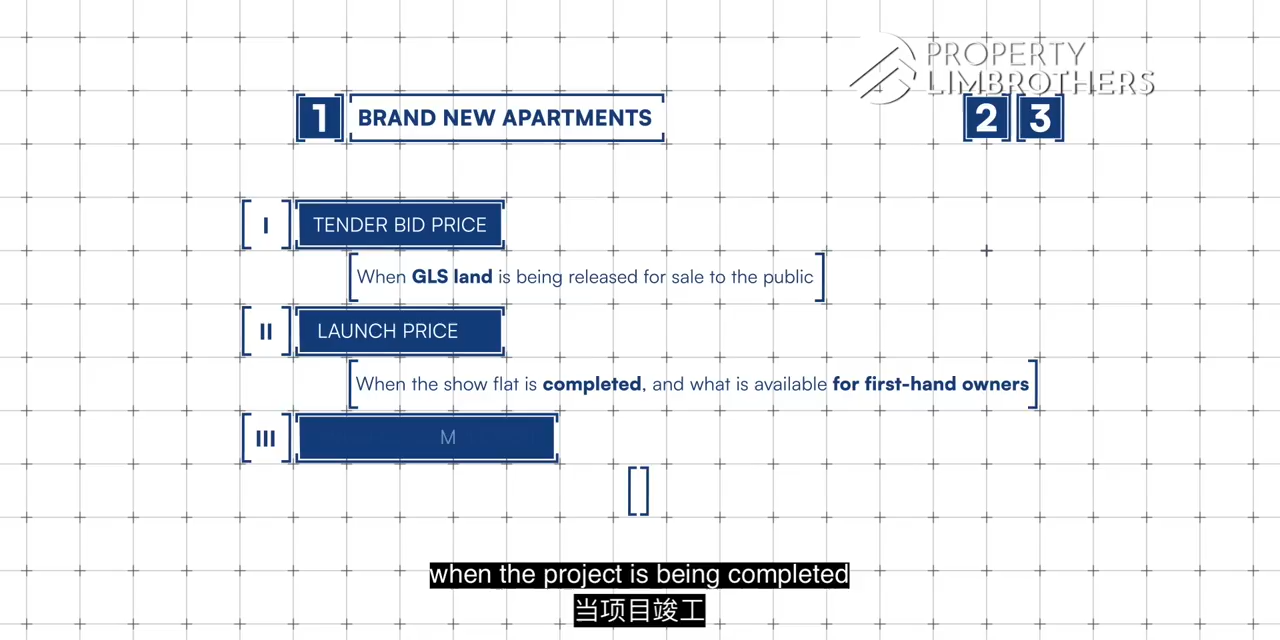 PROPERTY
LIMBROTHERS
1 BRAND NEW APARTMENTS 2 3
I TENDER BID PRICE
When GLS land is being released for sale to the public
II LAUNCH PRICE
When the show flat is completed, and what is available for first-hand owners
III M
when the project is being completed
当项目竣工